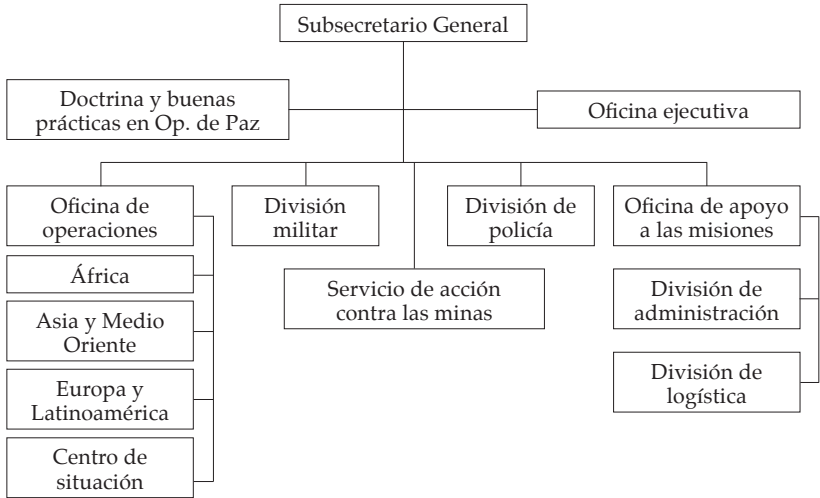 Subsecretario General
Doctrina y buenas
prácticas en Op. de Paz
Oficina ejecutiva
Oficina de
operaciones
División
militar
División de
policía
Oficina de apoyo
a las misiones
África
Servicio de acción
contra las minas
División de
administración
Asia y Medio
Oriente
División de
logística
Europa y
Latinoamérica
Centro de
situación